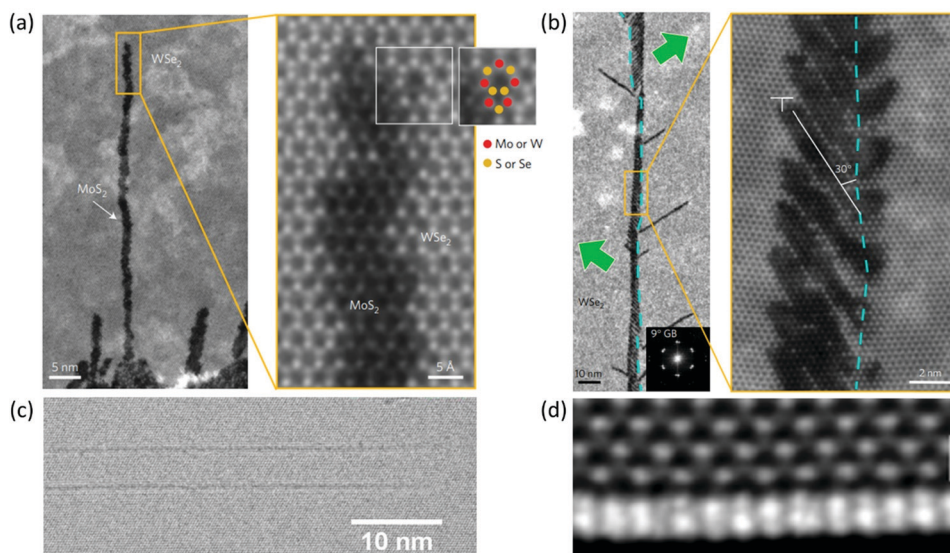 (a)
WSe₂
MoS₂
5 nm
WSe₂
MoS₂
5 Å
Mo or W
S or Se
(b)
WSe₂
9° GB
10 nm
30°
2 nm
(c)
10 nm
(d)